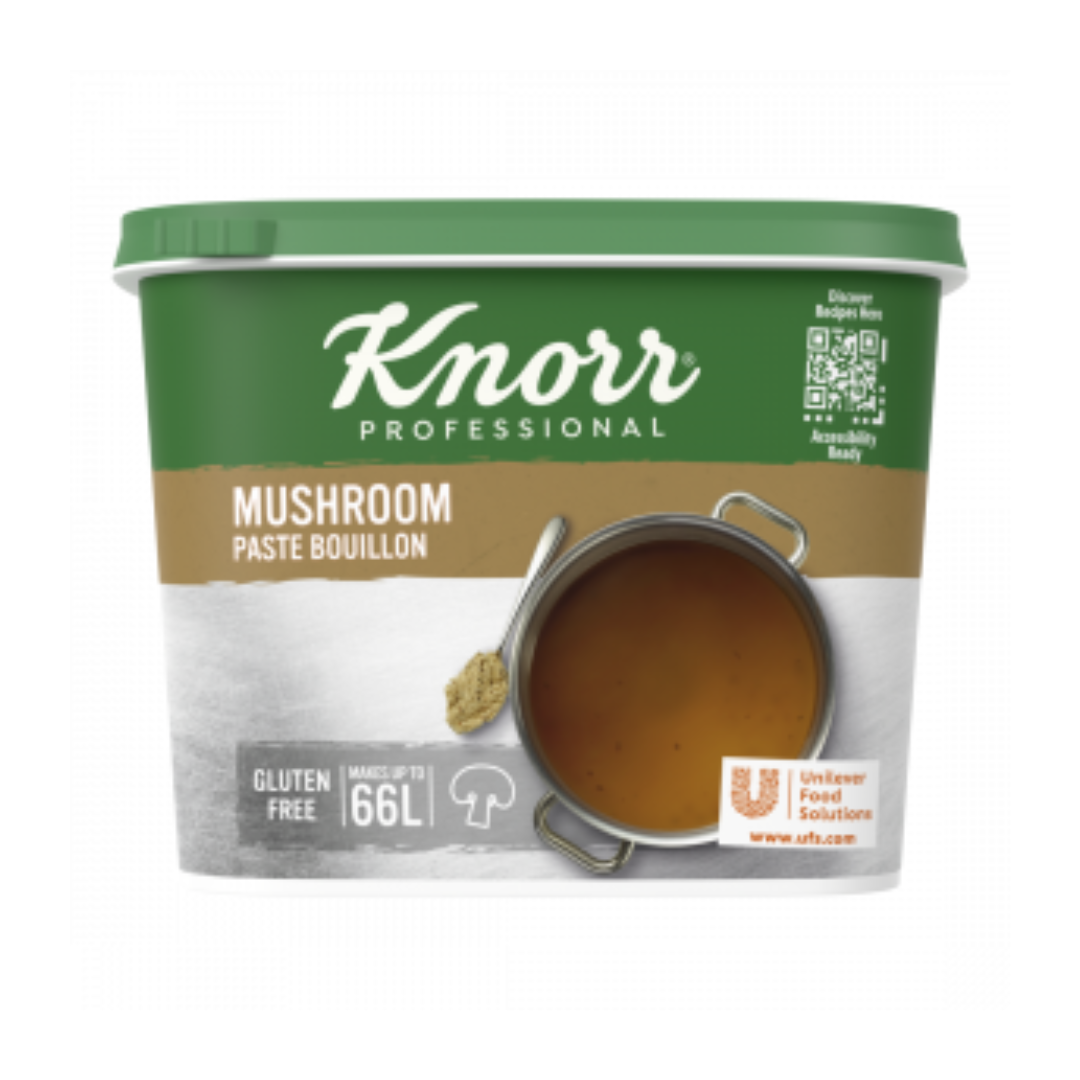 Knorr®
PROFESSIONAL
Discover
Recipes Here
Accessibility
Ready
MUSHROOM
PASTE BOUILLON
GLUTEN
FREE
MAKES UP TO
66L
Unilever
Food
Solutions
www.ufs.com